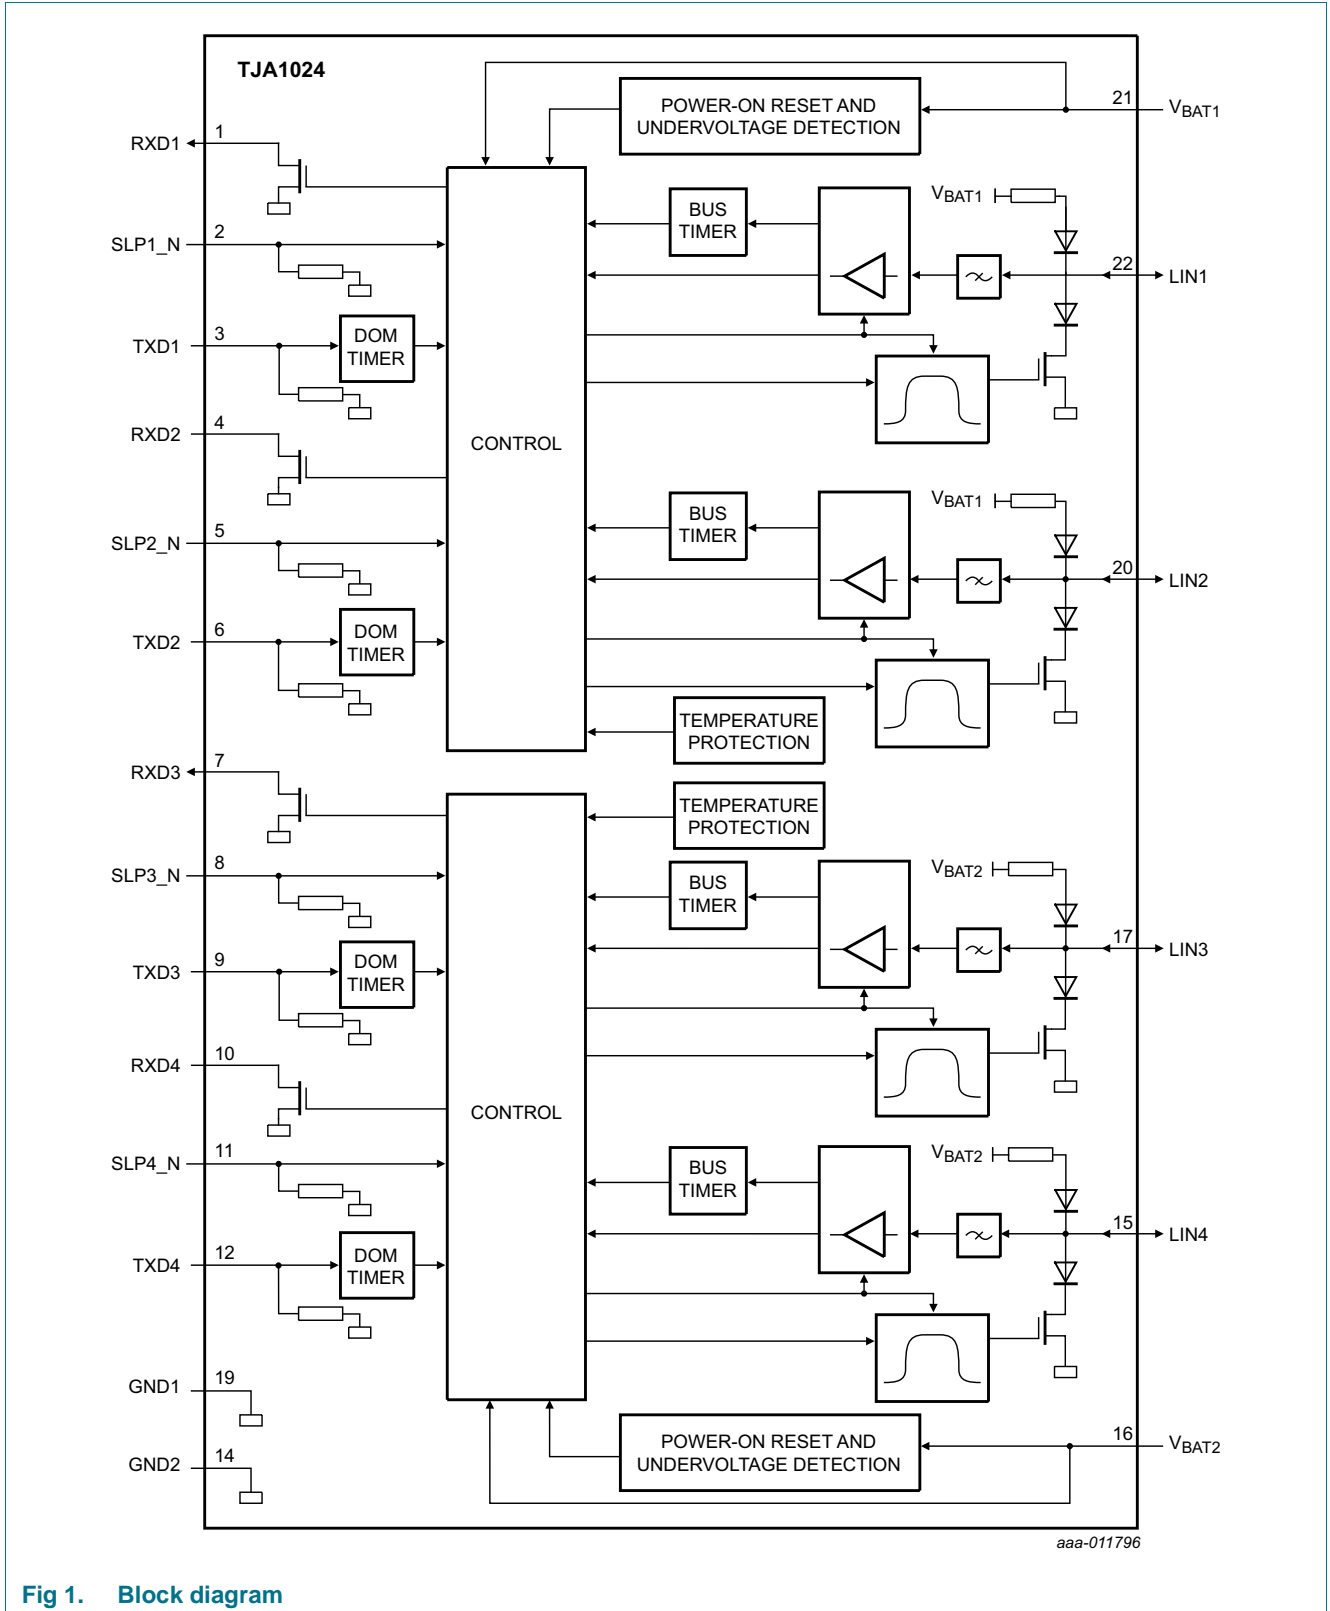 TJA1024
POWER-ON RESET AND
UNDERVOLTAGE DETECTION
21
VBAT1
RXD1
1
BUS
TIMER
VBAT1
SLP1_N
2
22
LIN1
TXD1
3
DOM
TIMER
RXD2
4
CONTROL
BUS
TIMER
VBAT1
SLP2_N
5
20
LIN2
TXD2
6
DOM
TIMER
TEMPERATURE
PROTECTION
RXD3
7
TEMPERATURE
PROTECTION
SLP3_N
8
BUS
TIMER
VBAT2
17
LIN3
TXD3
9
DOM
TIMER
RXD4
10
CONTROL
SLP4_N
11
BUS
TIMER
VBAT2
15
LIN4
TXD4
12
DOM
TIMER
GND1
19
POWER-ON RESET AND
UNDERVOLTAGE DETECTION
16
VBAT2
GND2
14
aaa-011796
Fig 1. Block diagram